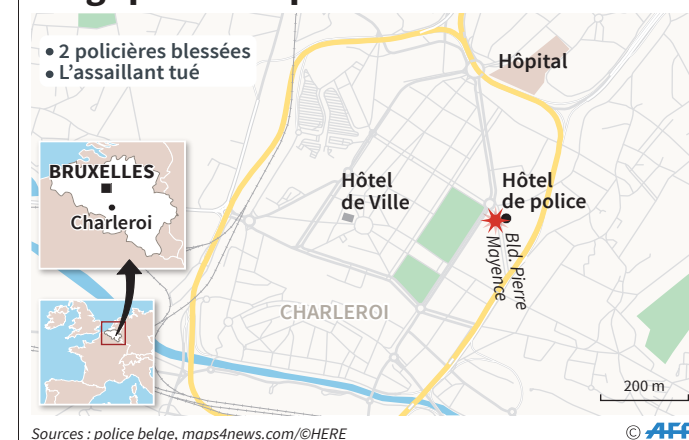 • 2 policières blessées
• L’assaillant tué
Hôpital
BRUXELLES
Charleroi
Hôtel
de Ville
Hôtel
de police
Bld. Pierre
Mayence
CHARLEROI
200 m
Sources : police belge, maps4news.com/©HERE
© AFP